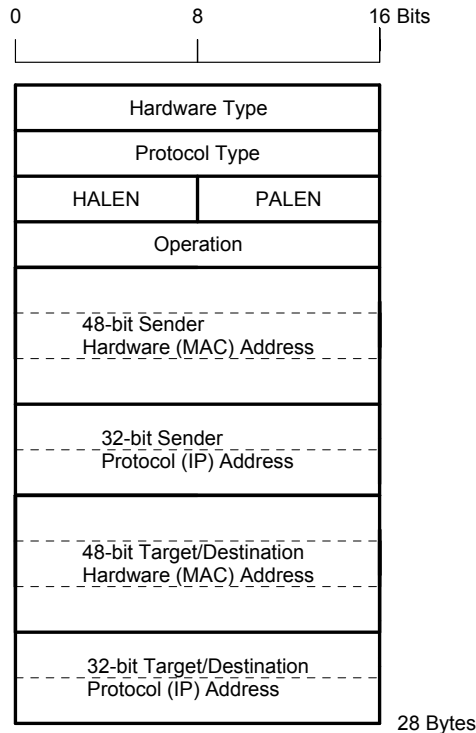 0 8 16 Bits
Hardware Type
Protocol Type
HALEN PALEN
Operation
48-bit Sender
Hardware (MAC) Address
32-bit Sender
Protocol (IP) Address
48-bit Target/Destination
Hardware (MAC) Address
32-bit Target/Destination
Protocol (IP) Address
28 Bytes